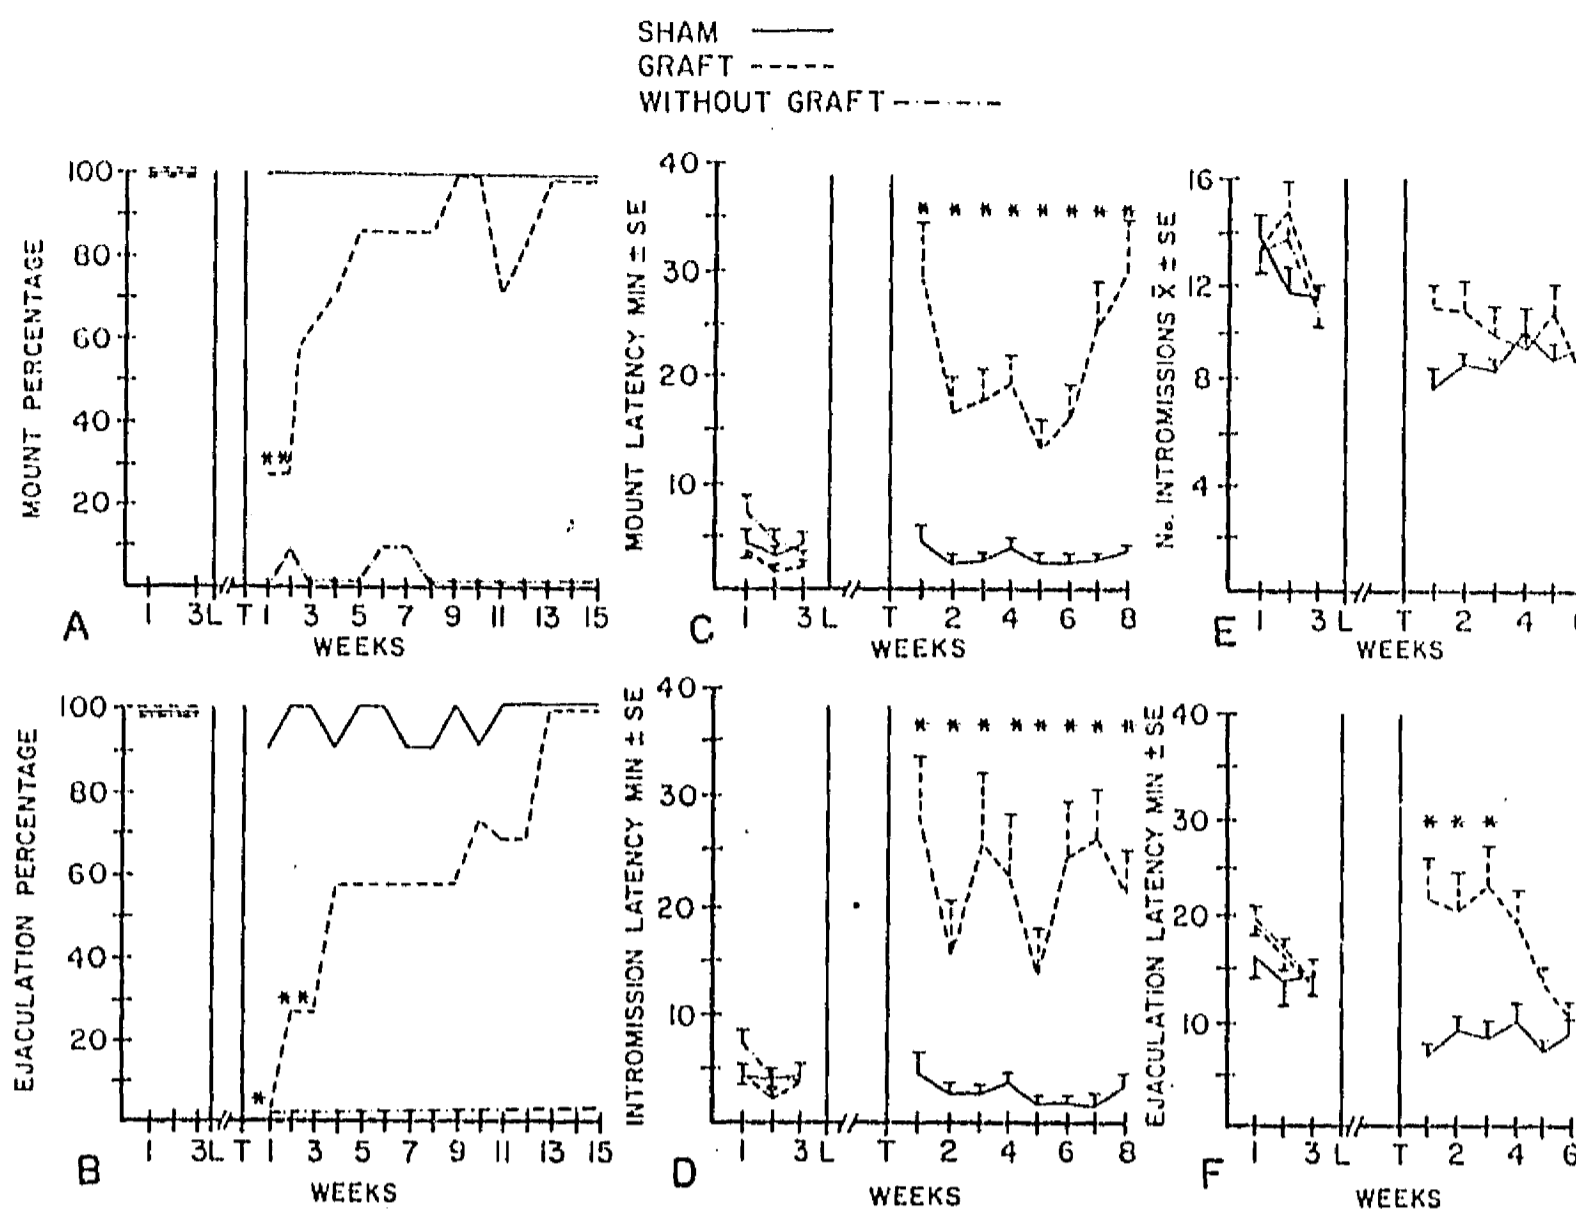 SHAM
GRAFT
WITHOUT GRAFT
100
80
60
40
20
MOUNT PERCENTAGE
* *
A
1 3 L T 1 3 5 7 9 11 13 15
WEEKS
40
30
20
10
MOUNT LATENCY MIN ± SE
* * * * * * * *
C
1 3 L T 2 4 6 8
WEEKS
16
12
8
4
No. INTROMISSIONS X̄ ± SE
E
1 3 L T 2 4
WEEKS
100
80
60
40
20
EJACULATION PERCENTAGE
* * *
B
1 3 L T 1 3 5 7 9 11 13 15
WEEKS
40
30
20
10
INTROMISSION LATENCY MIN ± SE
* * * * * * * *
D
1 3 L T 2 4 6 8
WEEKS
40
30
20
10
EJACULATION LATENCY MIN ± SE
* * *
F
1 3 L T 2 4 6
WEEKS